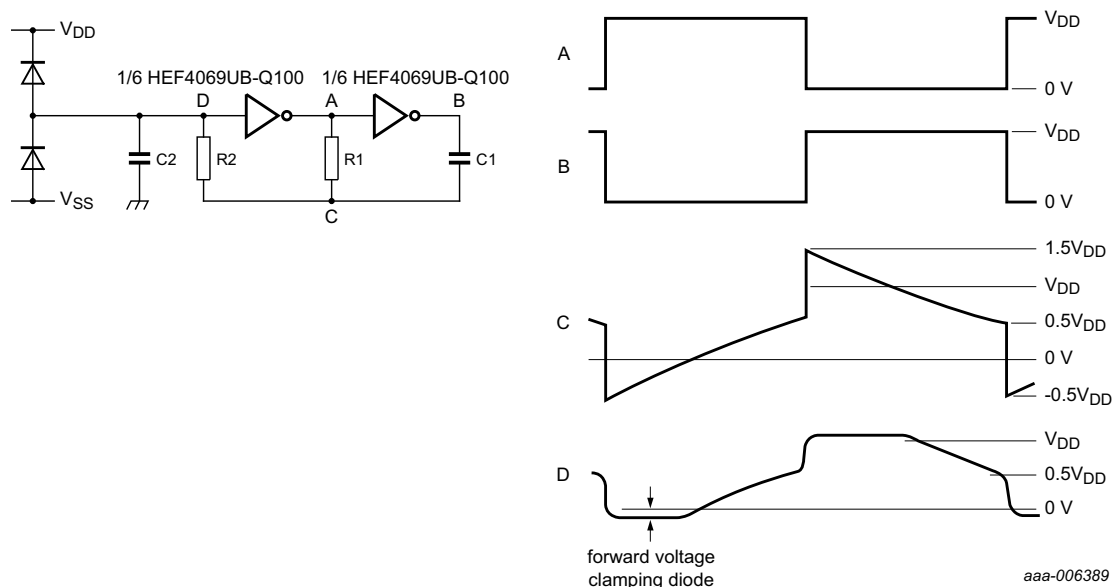 VDD
1/6 HEF4069UB-Q100
1/6 HEF4069UB-Q100
D
A
B
C2
R2
R1
C1
VSS
C
A
VDD
0 V
B
VDD
0 V
C
1.5VDD
VDD
0.5VDD
0 V
-0.5VDD
D
VDD
0.5VDD
0 V
forward voltage
clamping diode
aaa-006389